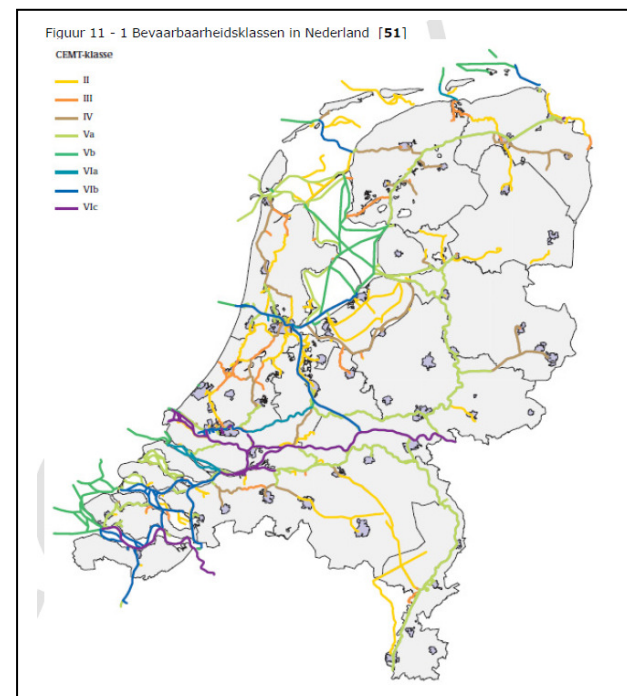 Figuur 11 - 1 Bevaarbaarheidsklassen in Nederland [51]
CEMT-klasse
II
III
IV
Va
Vb
VIa
VIb
VIc